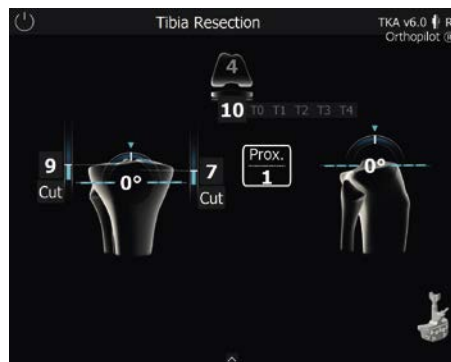 Tibia Resection
TKA v6.0 R
Orthopilot ®
4
10 T0 T1 T2 T3 T4
9
Cut
0°
7
Cut
Prox.
1
0°